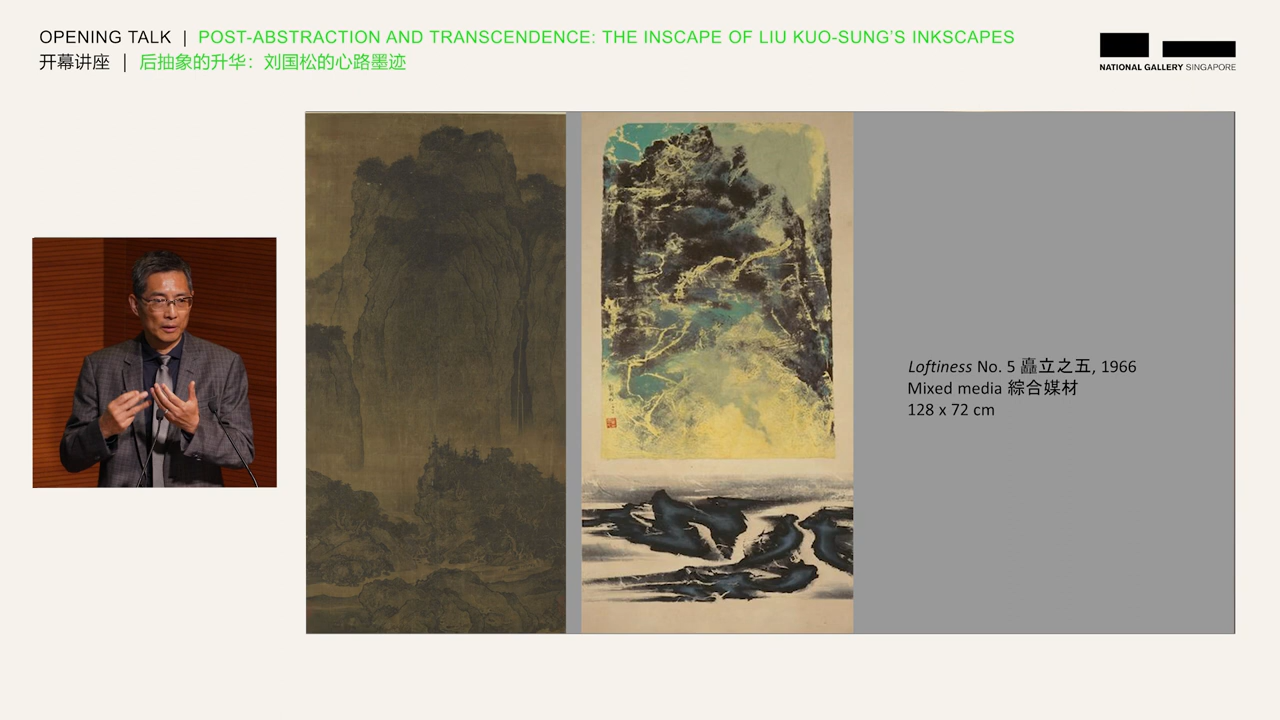 OPENING TALK | POST-ABSTRACTION AND TRANSCENDENCE: THE INSCAPE OF LIU KUO-SUNG'S INKSCAPES
开幕讲座 | 后抽象的升华：刘国松的心路墨迹
NATIONAL GALLERY SINGAPORE
Loftiness No. 5 矗立之五, 1966
Mixed media 綜合媒材
128 x 72 cm